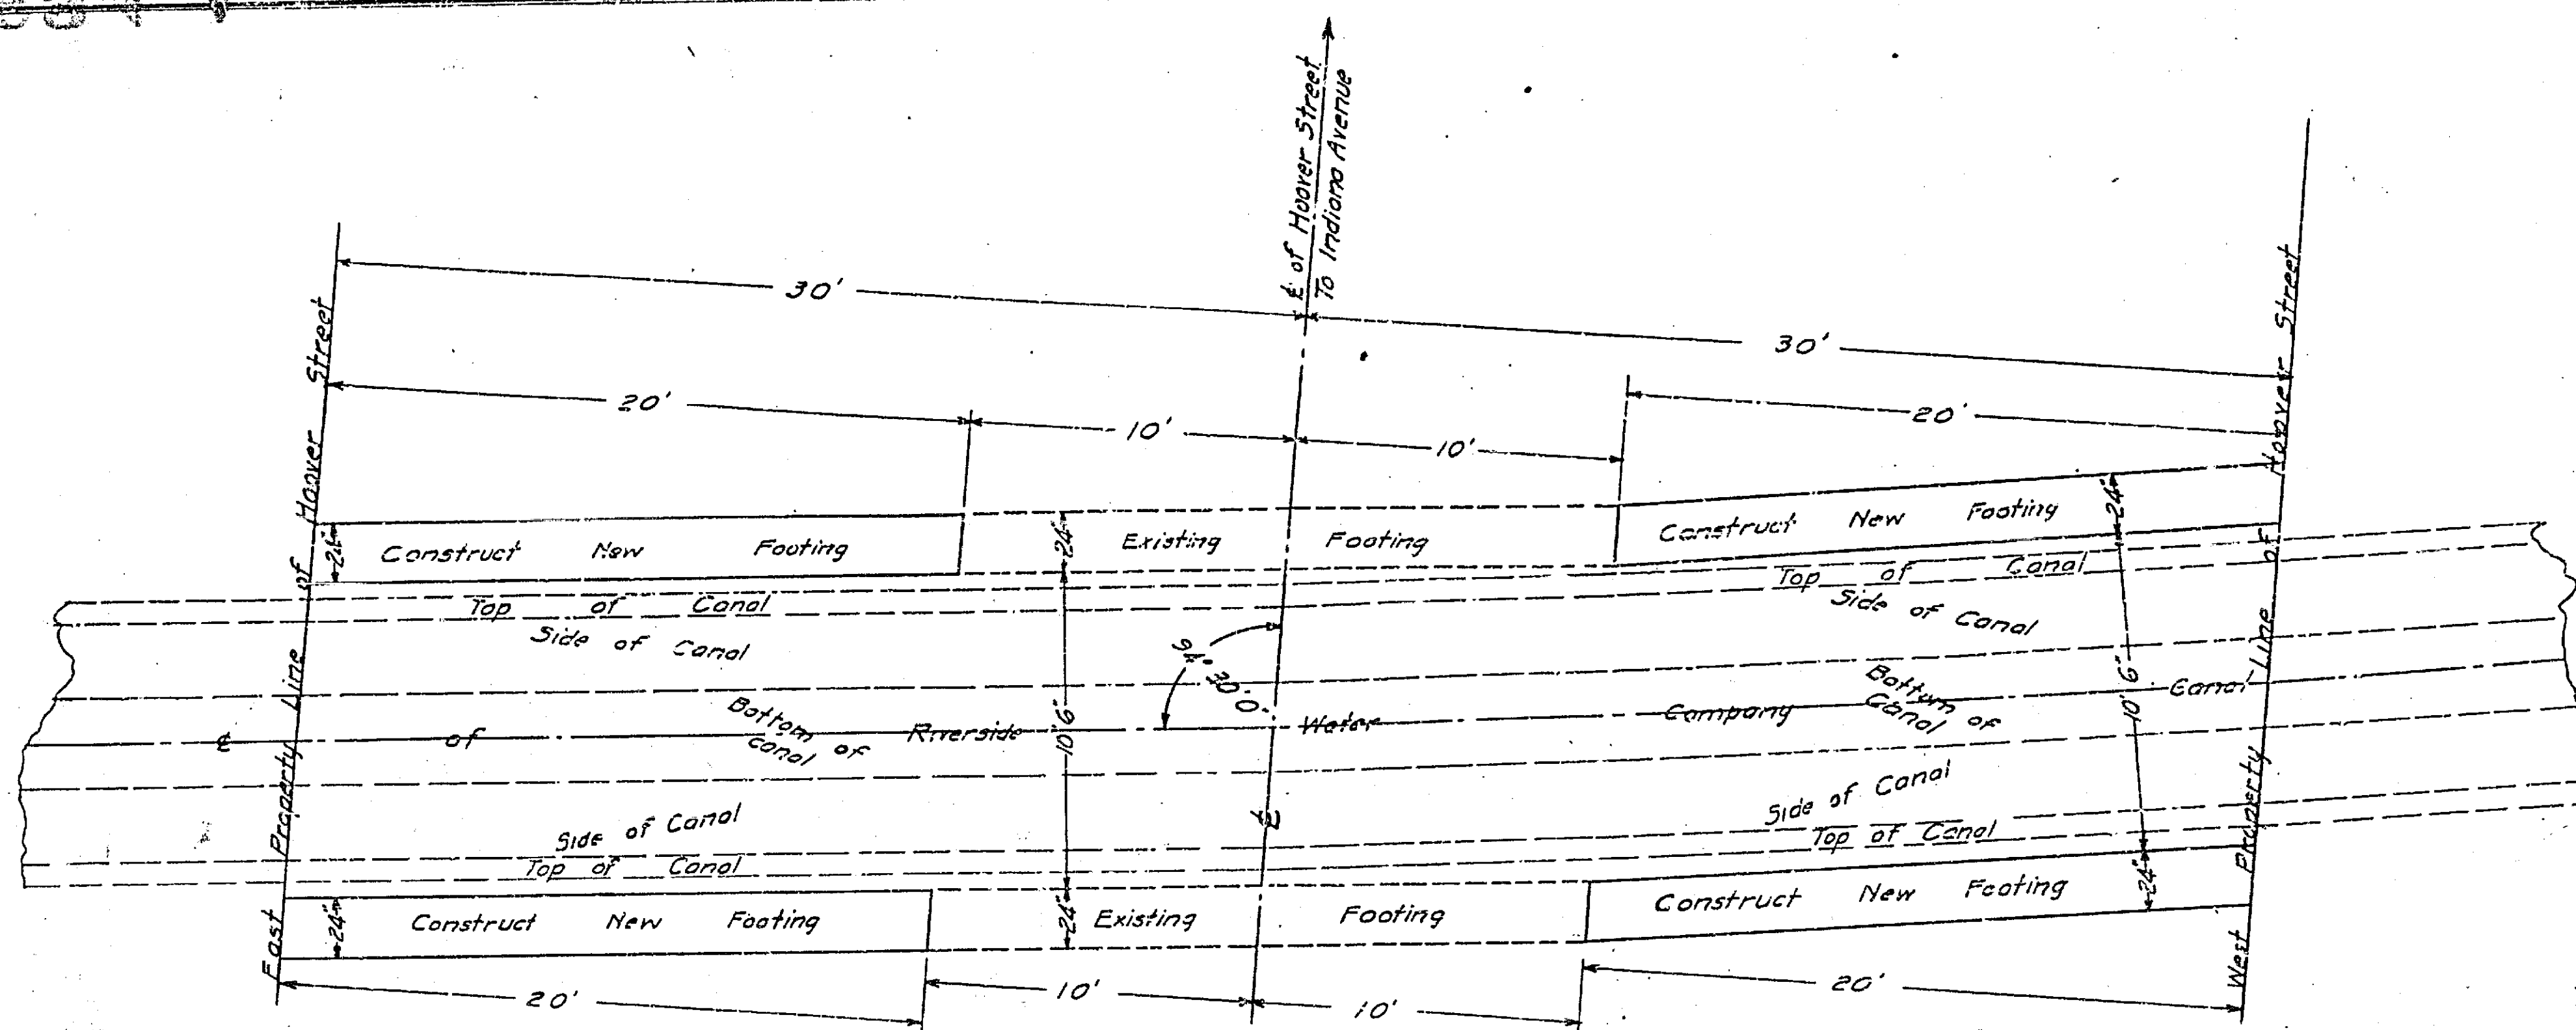 ℄ of Hoover Street
To Indiana Avenue
30'
30'
20'
10'
10'
20'
East Property Line of Hoover Street
West Property Line of Hoover Street
24"
Construct New Footing
24"
Existing Footing
Construct New Footing
24"
Top of Canal
Side of Canal
Top of Canal
Side of Canal
94° 30' 0"
℄ of Riverside Water Company Canal
Bottom of
Canal
Bottom of
Canal
10' 6"
10' 6"
℄
Side of Canal
Top of Canal
Side of Canal
Top of Canal
24"
Construct New Footing
24"
Existing Footing
Construct New Footing
24"
20'
10'
10'
20'